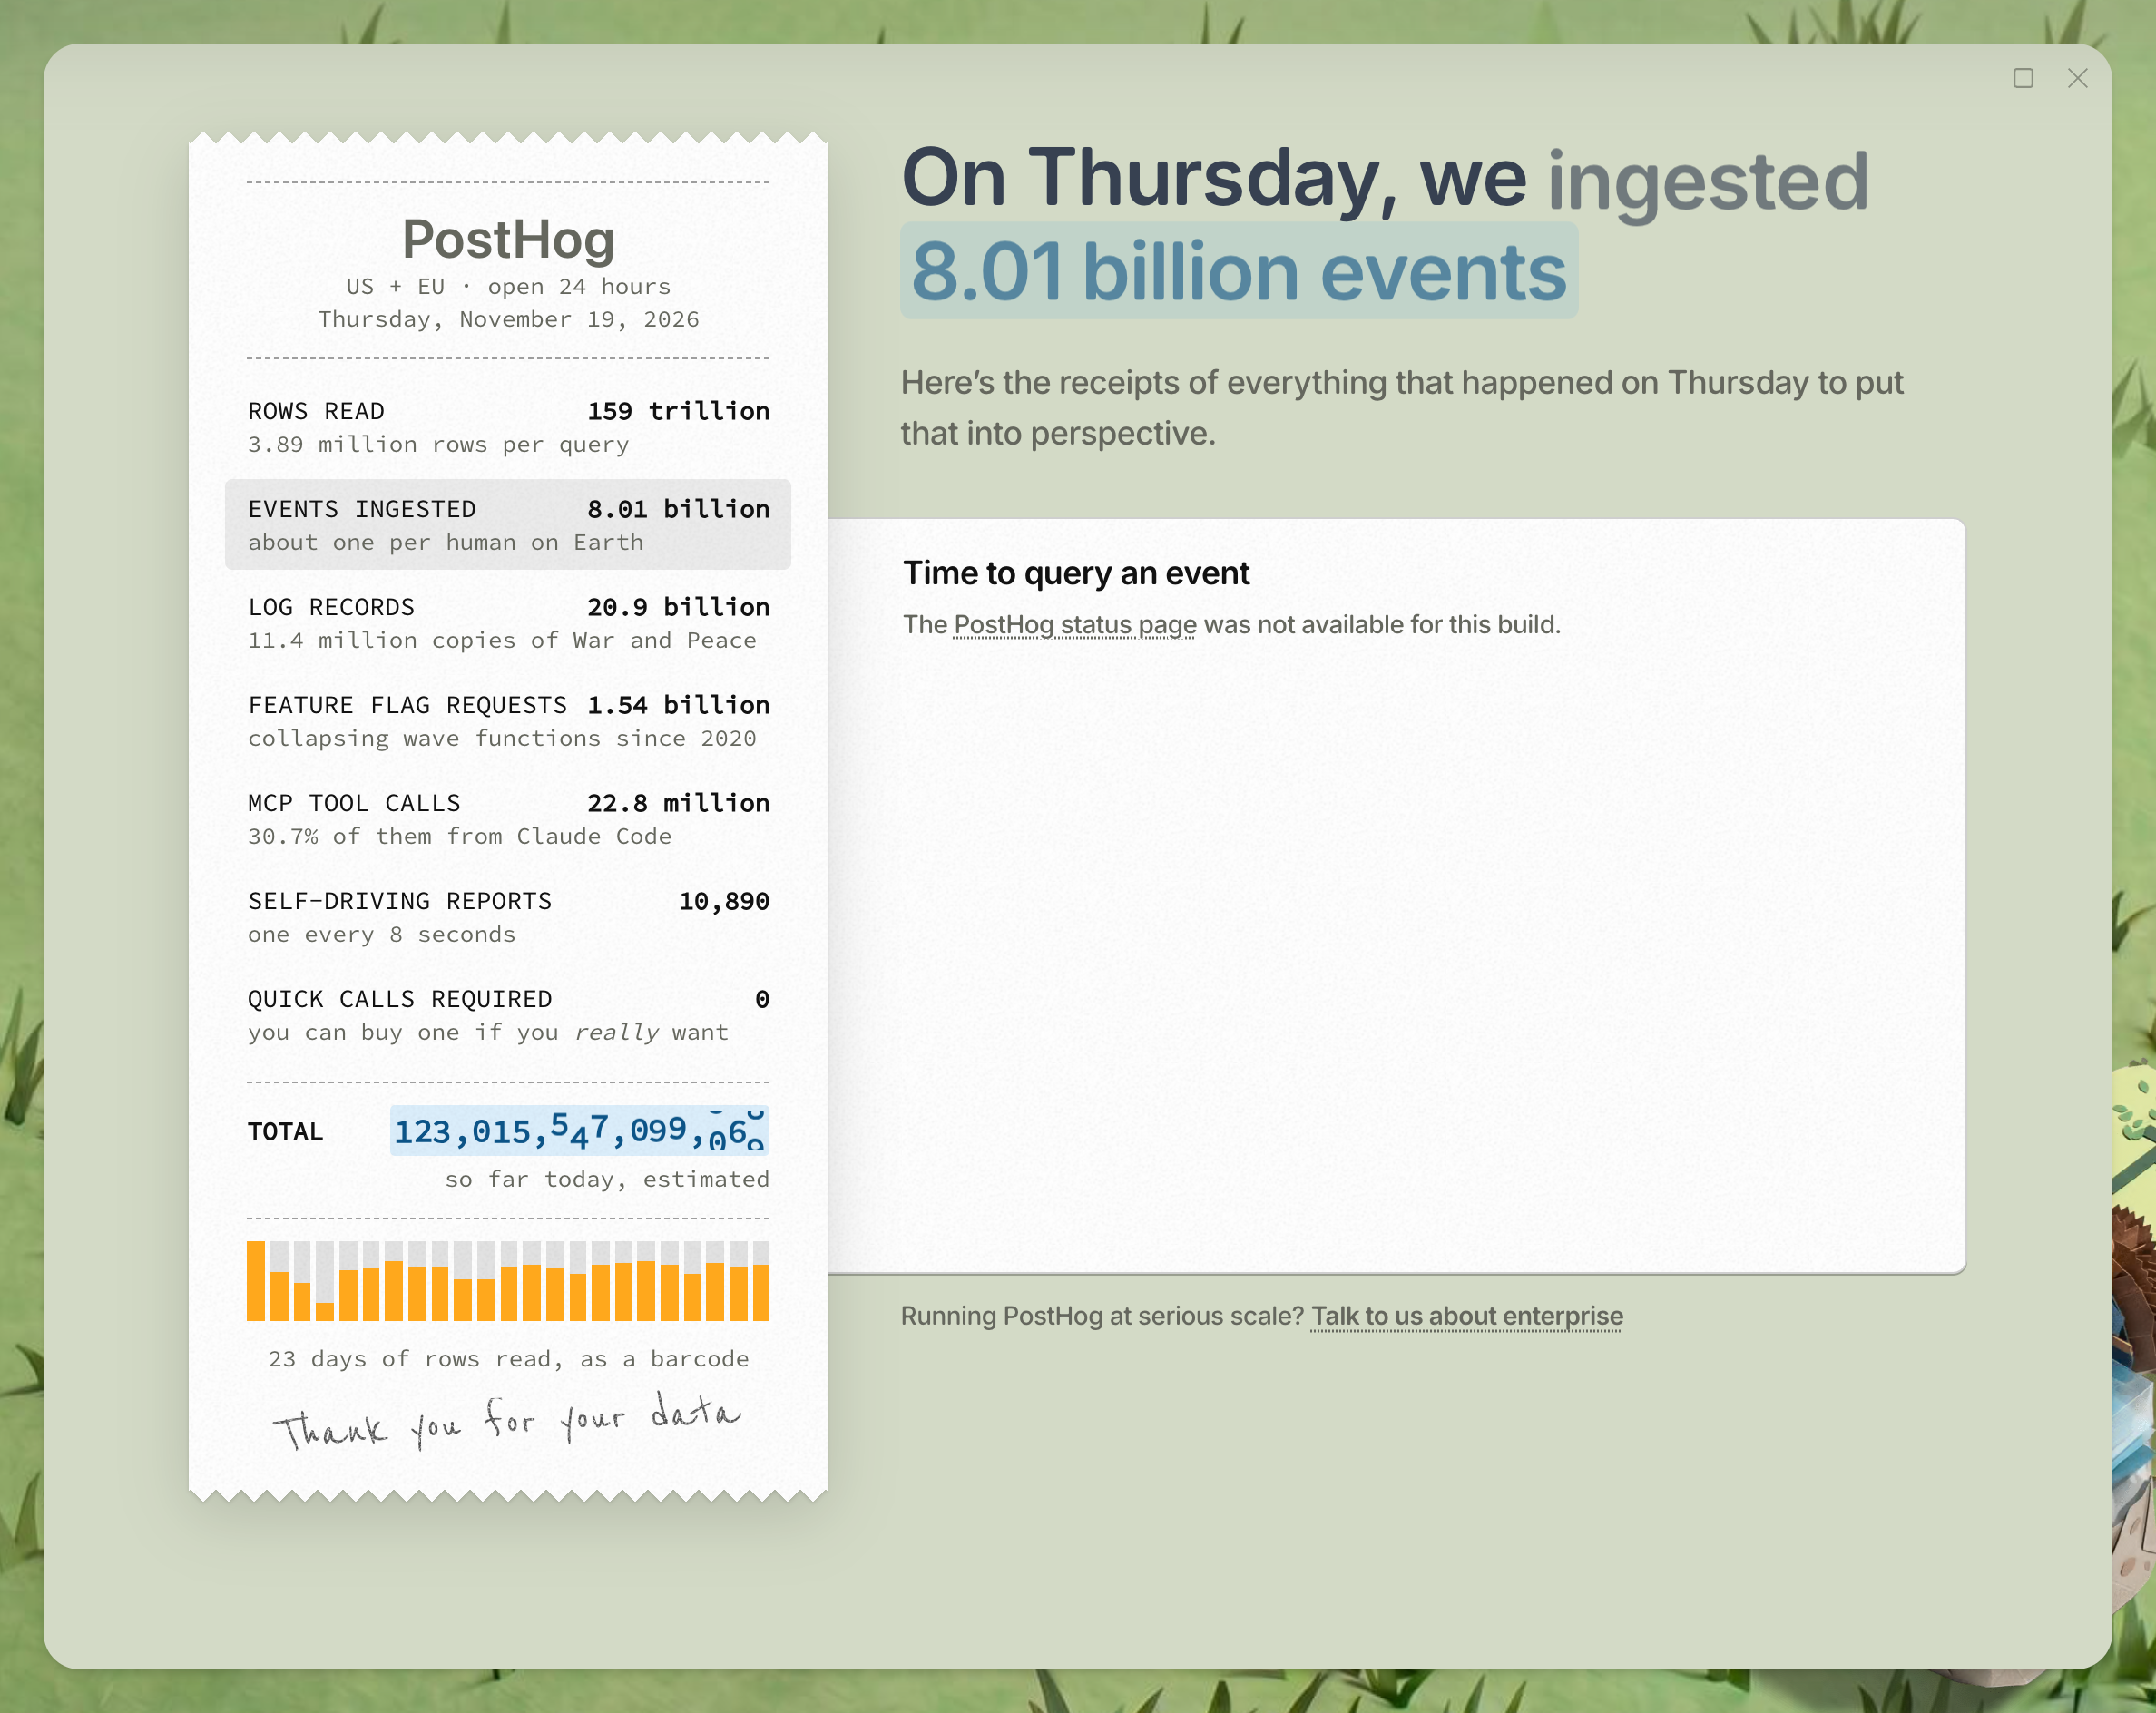 PostHog
US + EU · open 24 hours
Thursday, November 19, 2026
ROWS READ 159 trillion
3.89 million rows per query
EVENTS INGESTED 8.01 billion
about one per human on Earth
LOG RECORDS 20.9 billion
11.4 million copies of War and Peace
FEATURE FLAG REQUESTS 1.54 billion
collapsing wave functions since 2020
MCP TOOL CALLS 22.8 million
30.7% of them from Claude Code
SELF-DRIVING REPORTS 10,890
one every 8 seconds
QUICK CALLS REQUIRED 0
you can buy one if you really want
TOTAL
so far today, estimated
23 days of rows read, as a barcode
Thank you for your data
On Thursday, we ingested
8.01 billion events
Here’s the receipts of everything that happened on Thursday to put
that into perspective.
Time to query an event
The PostHog status page was not available for this build.
Running PostHog at serious scale? Talk to us about enterprise